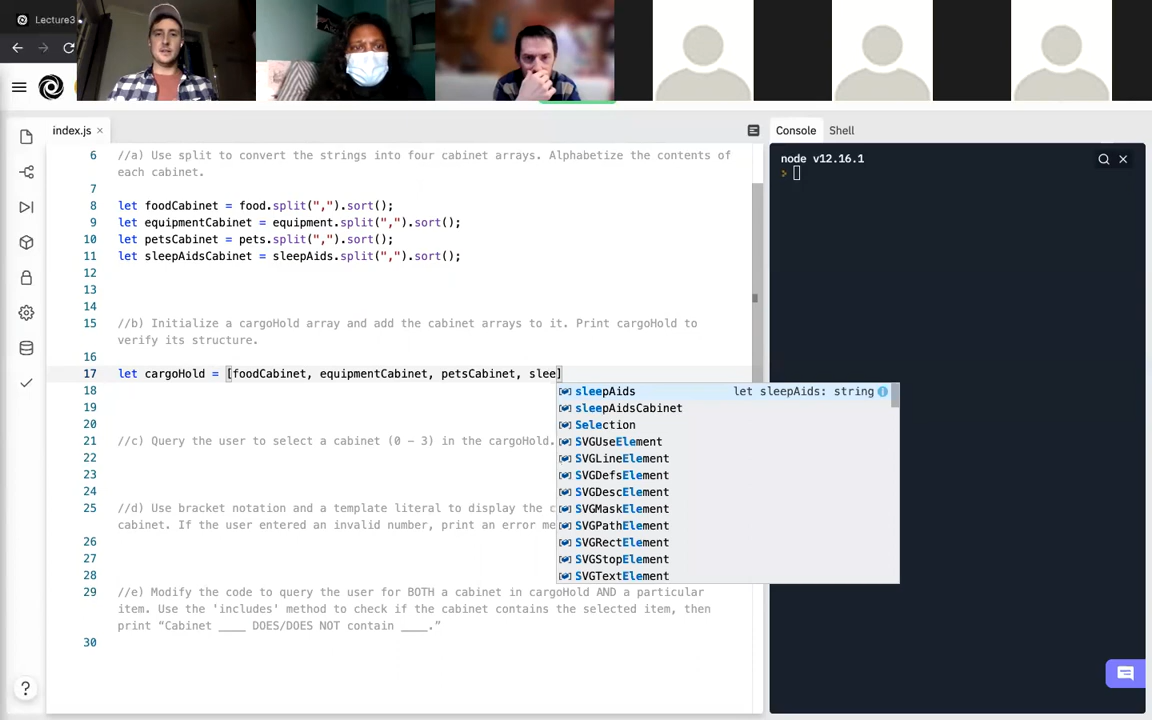 Lecture3
index.js ×
6 //a) Use split to convert the strings into four cabinet arrays. Alphabetize the contents of
each cabinet.
7
8 let foodCabinet = food.split(",").sort();
9 let equipmentCabinet = equipment.split(",").sort();
10 let petsCabinet = pets.split(",").sort();
11 let sleepAidsCabinet = sleepAids.split(",").sort();
12
13
14
15 //b) Initialize a cargoHold array and add the cabinet arrays to it. Print cargoHold to
verify its structure.
16
17 let cargoHold = [foodCabinet, equipmentCabinet, petsCabinet, slee]
18
19
20
21 //c) Query the user to select a cabinet (0 - 3) in the cargoHold.
22
23
24
25 //d) Use bracket notation and a template literal to display the c
cabinet. If the user entered an invalid number, print an error me
26
27
28
29 //e) Modify the code to query the user for BOTH a cabinet in cargoHold AND a particular
item. Use the 'includes' method to check if the cabinet contains the selected item, then
print “Cabinet ____ DOES/DOES NOT contain ____.”
30
sleepAids let sleepAids: string
sleepAidsCabinet
Selection
SVGUseElement
SVGLineElement
SVGDefsElement
SVGDescElement
SVGMaskElement
SVGPathElement
SVGRectElement
SVGStopElement
SVGTextElement
Console Shell
node v12.16.1
>
?